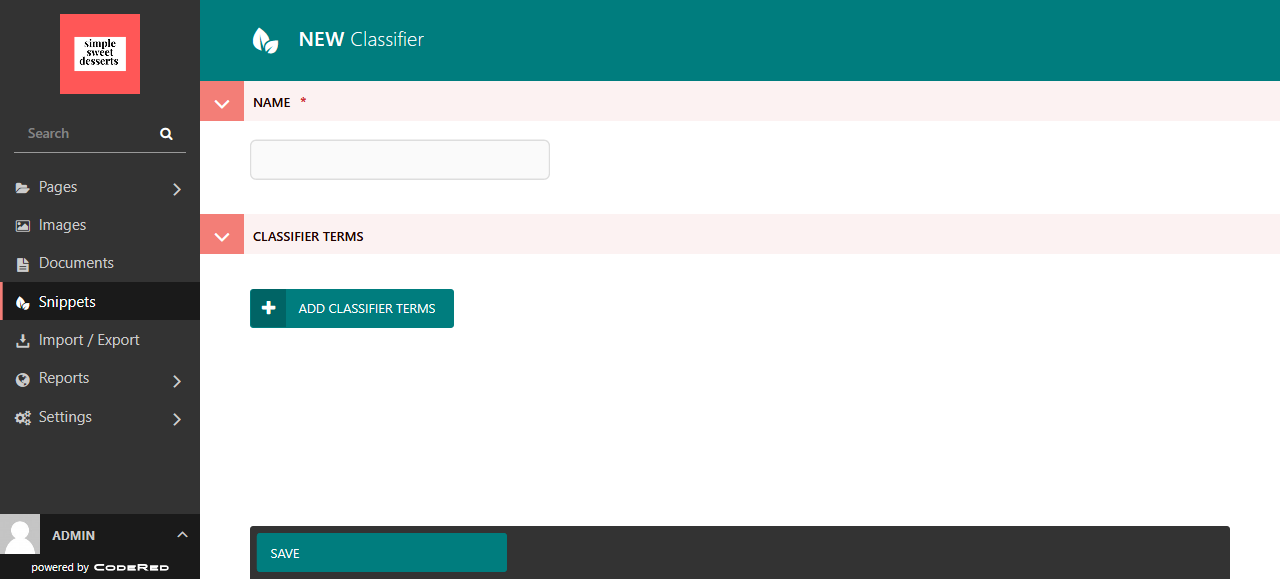 simple
sweet
desserts
Search
Pages
Images
Documents
Snippets
Import / Export
Reports
Settings
ADMIN
powered by CODERED
NEW Classifier
NAME *
CLASSIFIER TERMS
ADD CLASSIFIER TERMS
SAVE